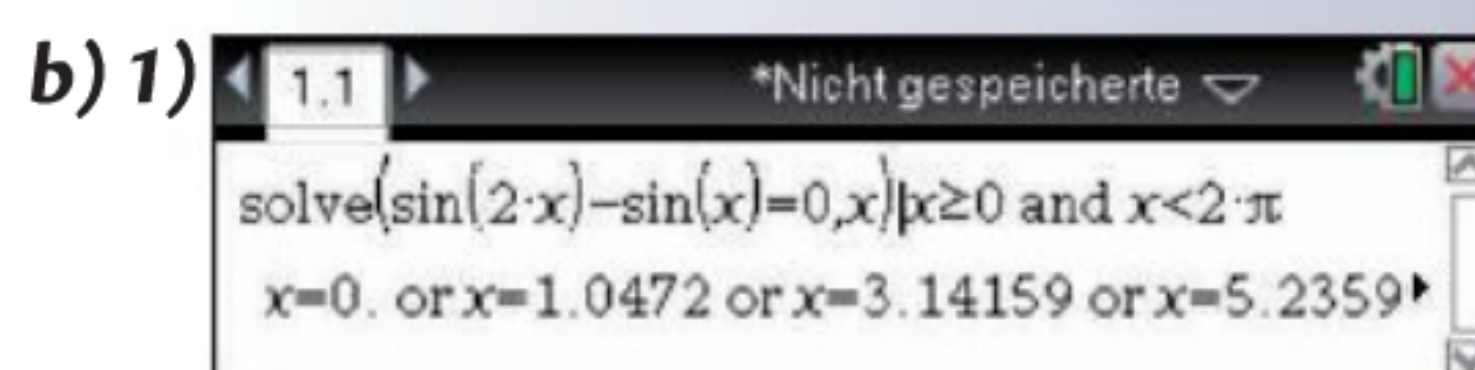 b) 1)
1.1
*Nicht gespeicherte
solve(sin(2·x)−sin(x)=0,x)|x≥0 and x<2·π
x=0. or x=1.0472 or x=3.14159 or x=5.2359▸